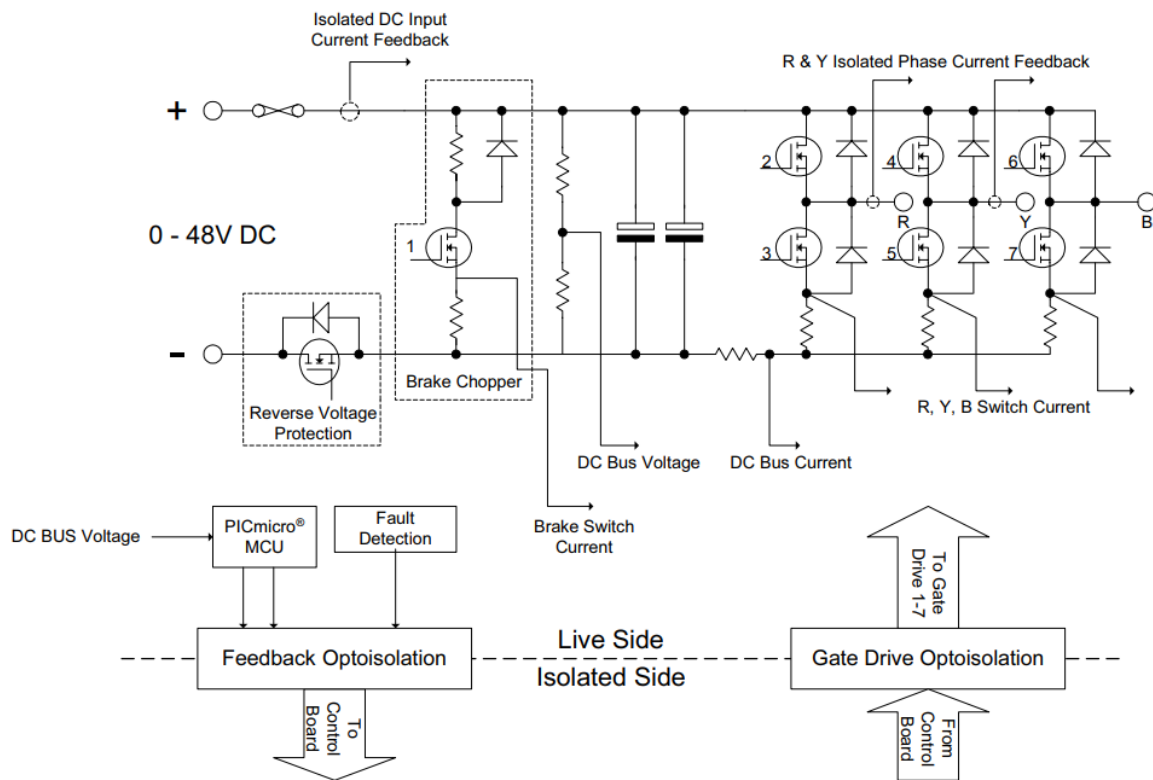 Isolated DC Input
Current Feedback
R & Y Isolated Phase Current Feedback
+
2
4
6
R
Y
B
0 - 48V DC
1
3
5
7
-
Brake Chopper
Reverse Voltage
Protection
R, Y, B Switch Current
DC Bus Voltage
DC Bus Current
Brake Switch
Current
DC BUS Voltage
PICmicro®
MCU
Fault
Detection
To Gate
Drive 1-7
Feedback Optoisolation
Live Side
Isolated Side
Gate Drive Optoisolation
To
Control
Board
From
Control
Board